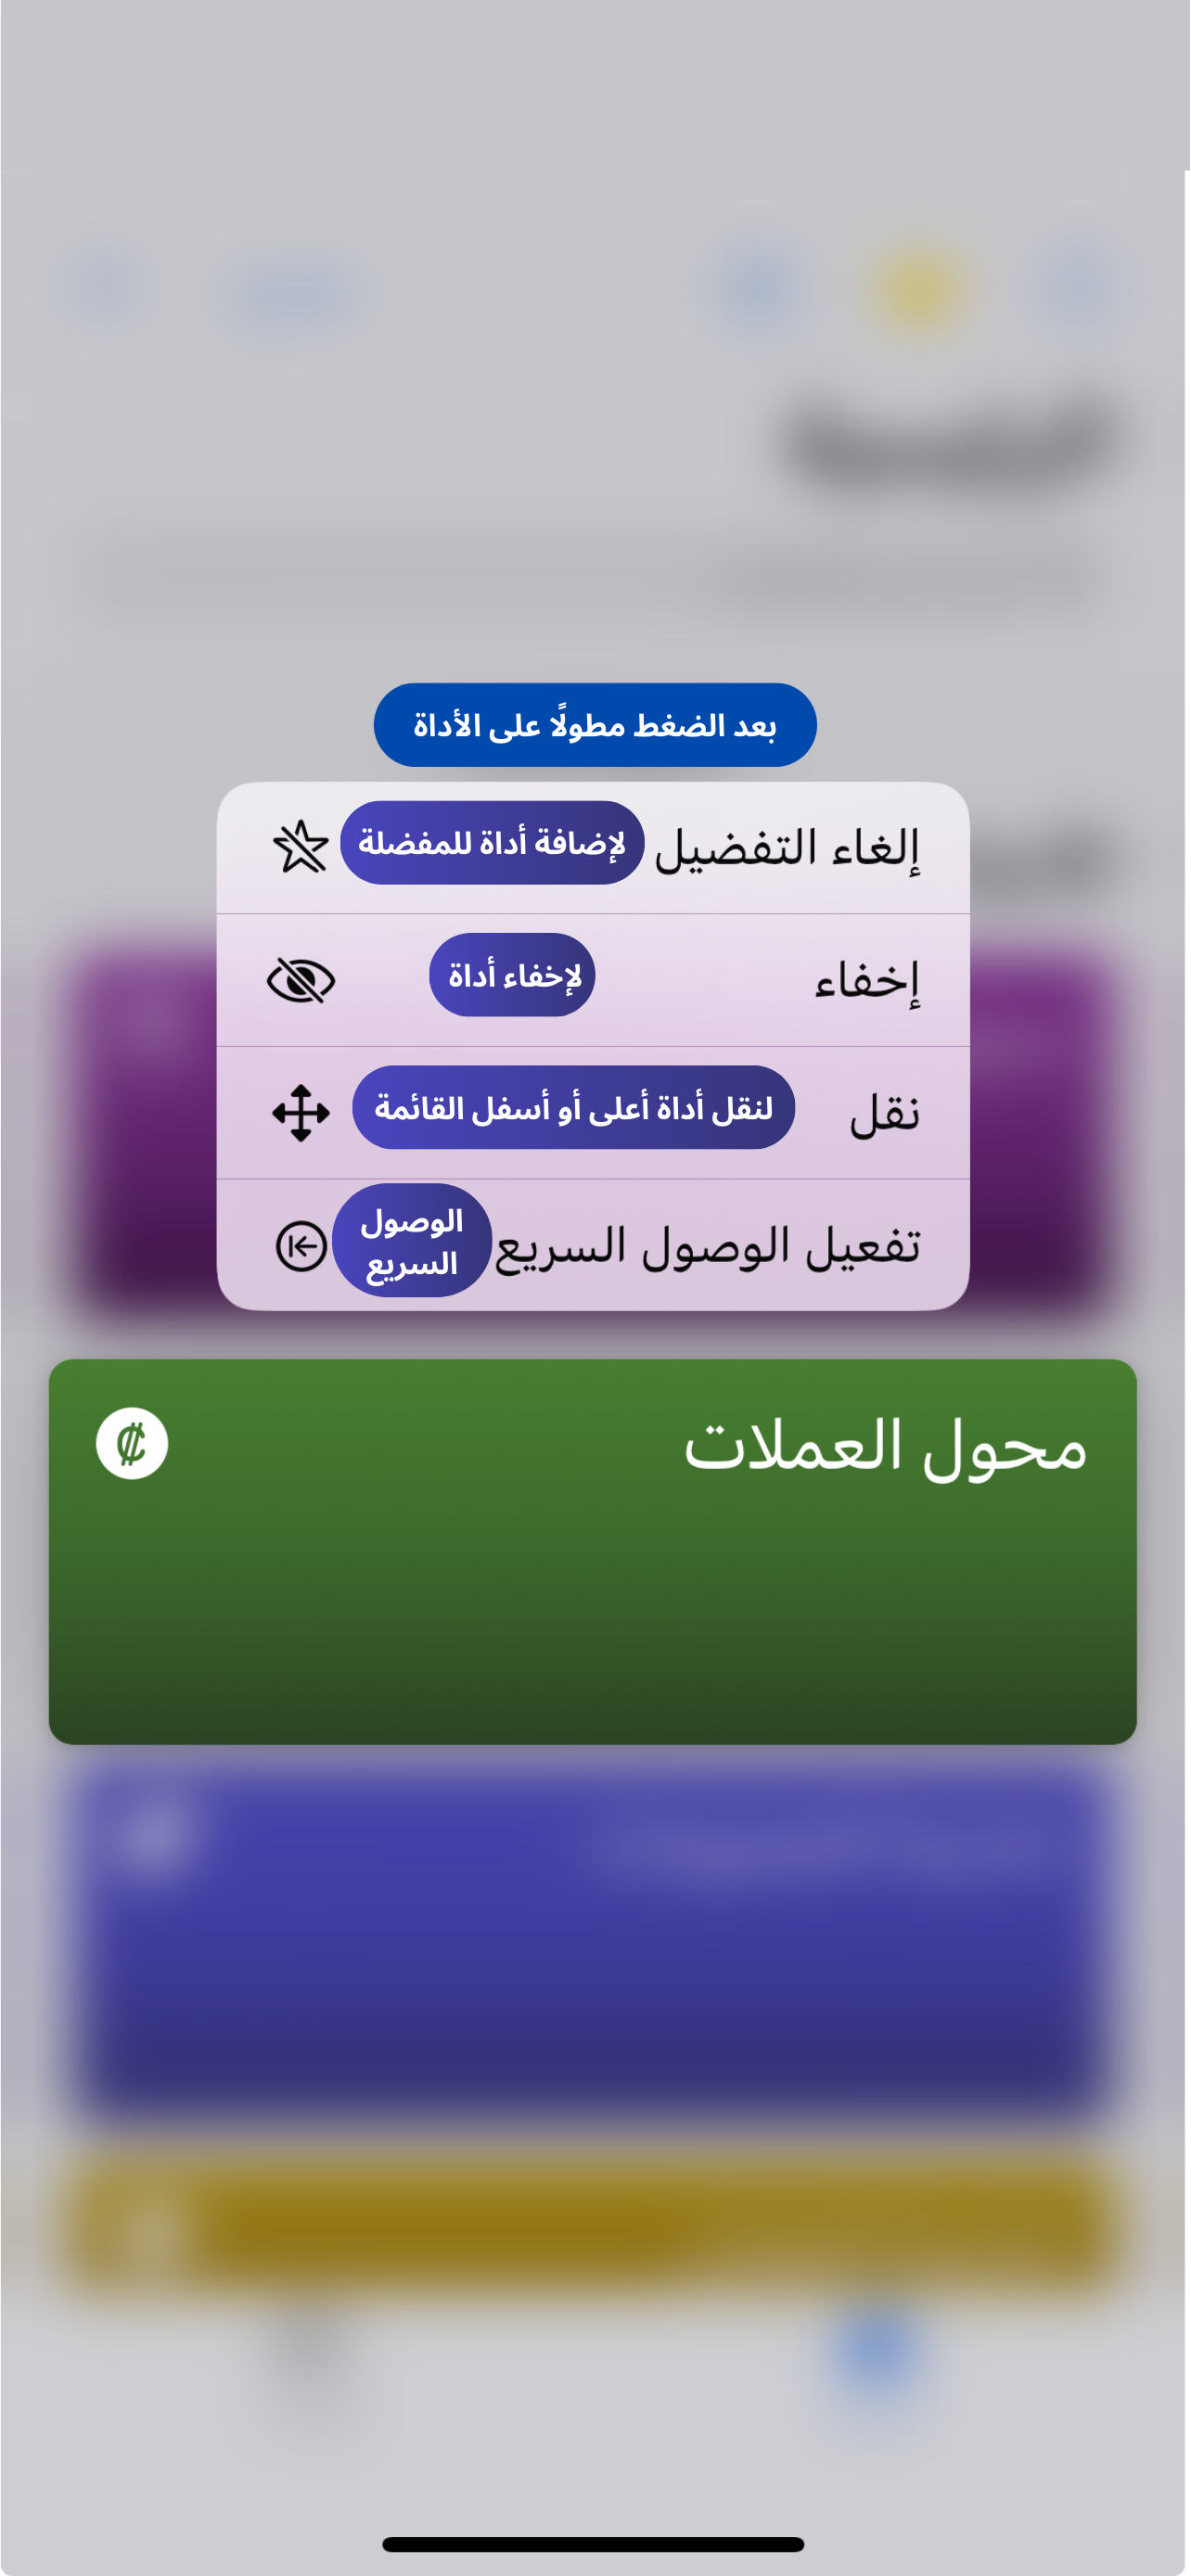 بعد الضغط مطولًا على الأداة
إلغاء التفضيل لإضافة أداة للمفضلة
إخفاء لإخفاء أداة
نقل لنقل أداة أعلى أو أسفل القائمة
تفعيل الوصول السريع الوصول
السريع
محول العملات